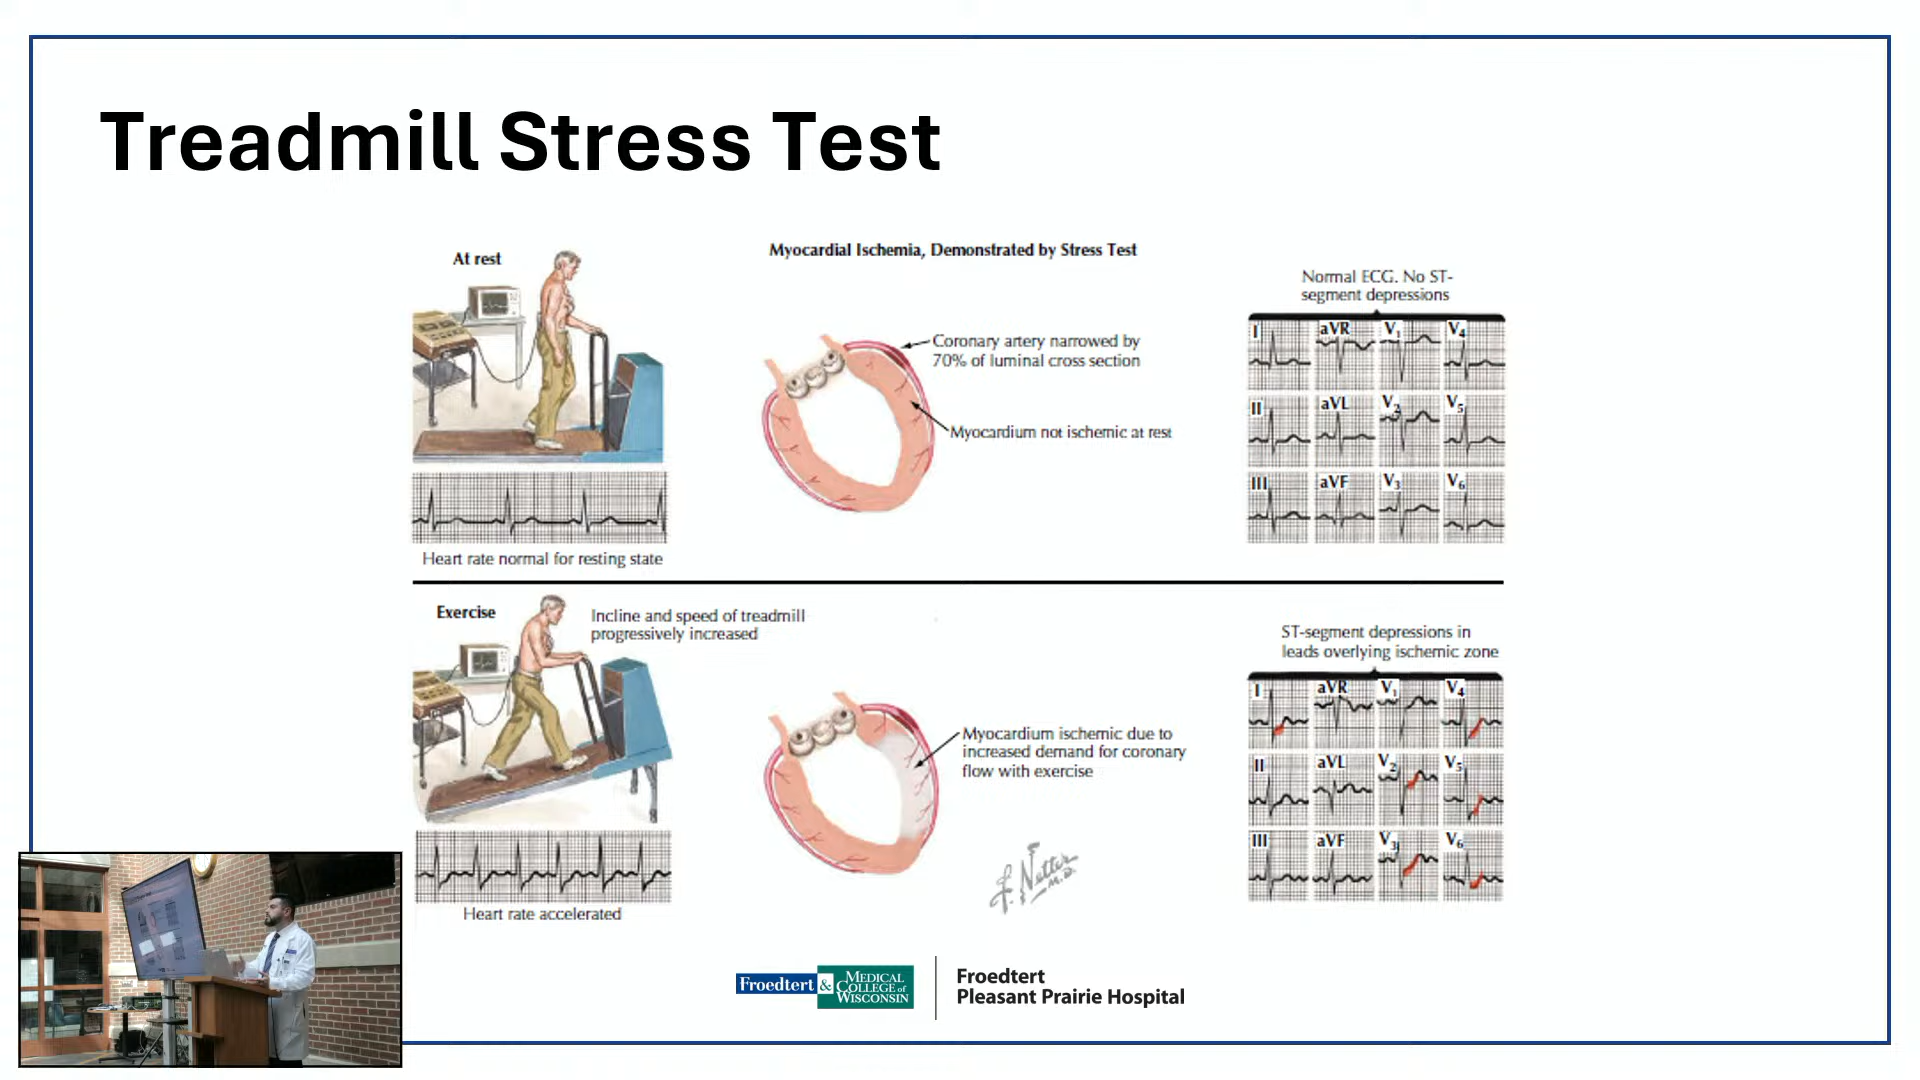 Treadmill Stress Test
At rest
Myocardial Ischemia, Demonstrated by Stress Test
Coronary artery narrowed by
70% of luminal cross section
Myocardium not ischemic at rest
Normal ECG. No ST-
segment depressions
I aVR V1 V4
II aVL V2 V5
III aVF V3 V6
Heart rate normal for resting state
Exercise
Incline and speed of treadmill
progressively increased
Myocardium ischemic due to
increased demand for coronary
flow with exercise
ST-segment depressions in
leads overlying ischemic zone
I aVR V1 V4
II aVL V2 V5
III aVF V3 V6
Heart rate accelerated
F. Netter
M.D.
Froedtert & MEDICAL
COLLEGE of
WISCONSIN
Froedtert
Pleasant Prairie Hospital